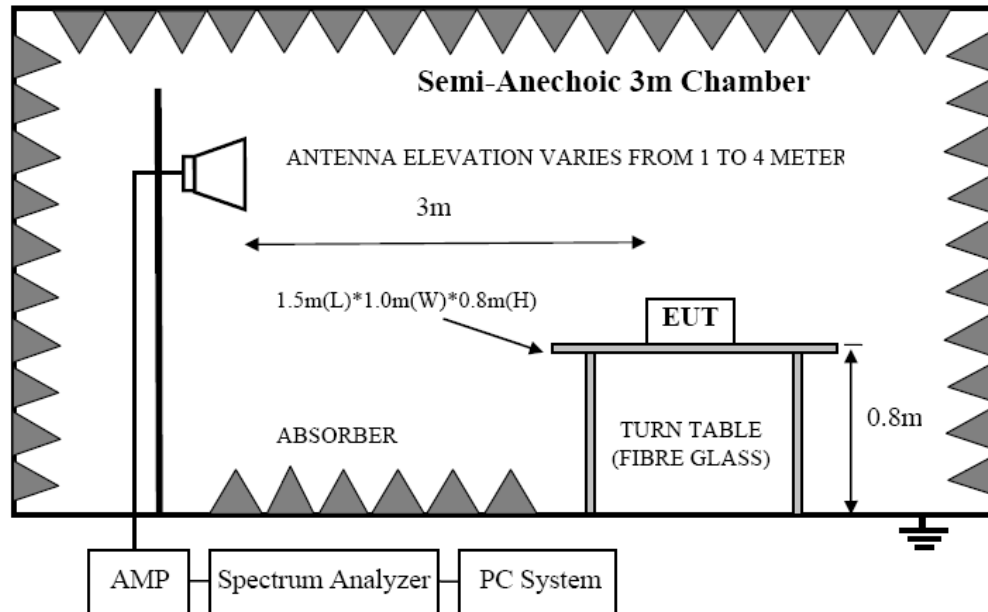 Semi-Anechoic 3m Chamber
ANTENNA ELEVATION VARIES FROM 1 TO 4 METER
3m
1.5m(L)*1.0m(W)*0.8m(H)
EUT
0.8m
ABSORBER
TURN TABLE
(FIBRE GLASS)
AMP
Spectrum Analyzer
PC System